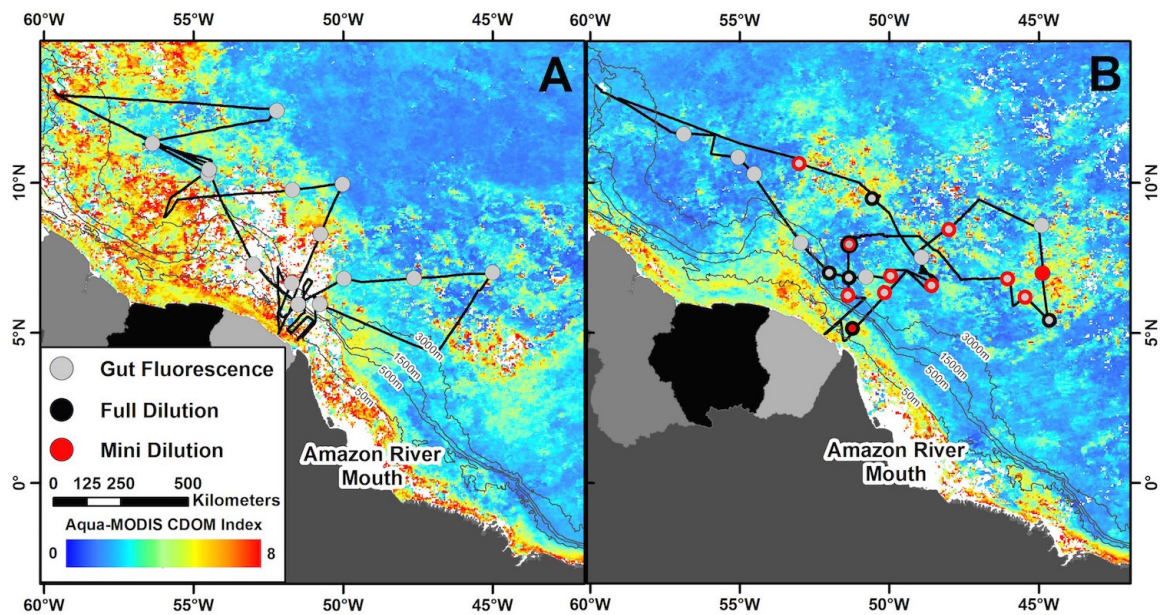 60°W 55°W 50°W 45°W 60°W 55°W 50°W 45°W
A
B
10°N
10°N
5°N
5°N
0°
0°
3000m
1500m
500m
50m
3000m
1500m
500m
50m
Amazon River
Mouth
Amazon River
Mouth
Gut Fluorescence
Full Dilution
Mini Dilution
0 125 250 500
Kilometers
Aqua-MODIS CDOM Index
0 8
60°W 55°W 50°W 45°W 60°W 55°W 50°W 45°W